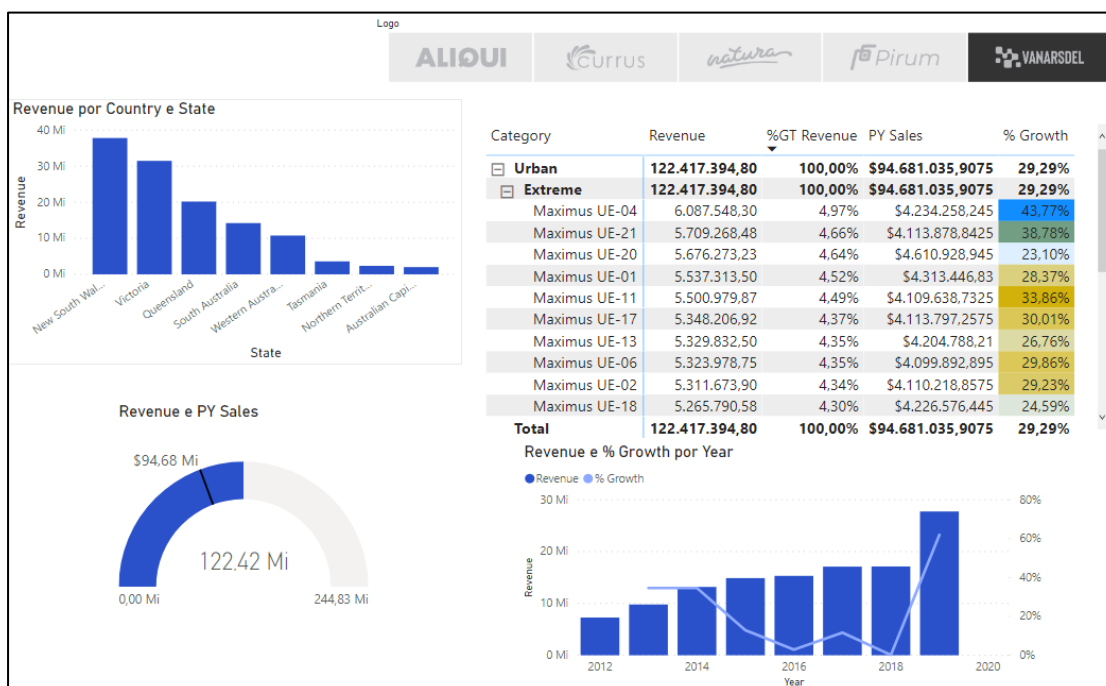 Logo
ALIQUI Currus natura Pirum VANARSDEL
Revenue por Country e State
40 Mi
30 Mi
20 Mi
10 Mi
0 Mi
Revenue
New South Wal...
Victoria
Queensland
South Australia
Western Austra...
Tasmania
Northern Territ...
Australian Capi...
State
Category Revenue %GT Revenue PY Sales % Growth
Urban 122.417.394,80 100,00% $94.681.035,9075 29,29%
Extreme 122.417.394,80 100,00% $94.681.035,9075 29,29%
Maximus UE-04 6.087.548,30 4,97% $4.234.258,245 43,77%
Maximus UE-21 5.709.268,48 4,66% $4.113.878,8425 38,78%
Maximus UE-20 5.676.273,23 4,64% $4.610.928,945 23,10%
Maximus UE-01 5.537.313,50 4,52% $4.313.446,83 28,37%
Maximus UE-11 5.500.979,87 4,49% $4.109.638,7325 33,86%
Maximus UE-17 5.348.206,92 4,37% $4.113.797,2575 30,01%
Maximus UE-13 5.329.832,50 4,35% $4.204.788,21 26,76%
Maximus UE-06 5.323.978,75 4,35% $4.099.892,895 29,86%
Maximus UE-02 5.311.673,90 4,34% $4.110.218,8575 29,23%
Maximus UE-18 5.265.790,58 4,30% $4.226.576,445 24,59%
Total 122.417.394,80 100,00% $94.681.035,9075 29,29%
Revenue e PY Sales
$94,68 Mi
122,42 Mi
0,00 Mi 244,83 Mi
Revenue e % Growth por Year
Revenue % Growth
30 Mi 80%
60%
20 Mi
40%
10 Mi
20%
0 Mi 0%
Revenue
2012 2014 2016 2018 2020
Year